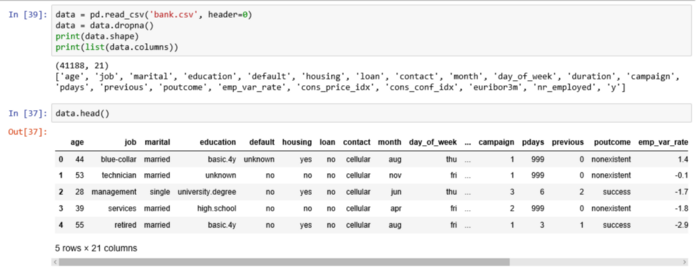 In [39]: data = pd.read_csv('bank.csv', header=0)
data = data.dropna()
print(data.shape)
print(list(data.columns))
(41188, 21)
['age', 'job', 'marital', 'education', 'default', 'housing', 'loan', 'contact', 'month', 'day_of_week', 'duration', 'campaign',
'pdays', 'previous', 'poutcome', 'emp_var_rate', 'cons_price_idx', 'cons_conf_idx', 'euribor3m', 'nr_employed', 'y']
In [37]: data.head()
Out[37]:
age job marital education default housing loan contact month day_of_week ... campaign pdays previous poutcome emp_var_rate
0 44 blue-collar married basic.4y unknown yes no cellular aug thu ... 1 999 0 nonexistent 1.4
1 53 technician married unknown no no no cellular nov fri ... 1 999 0 nonexistent -0.1
2 28 management single university.degree no yes no cellular jun thu ... 3 6 2 success -1.7
3 39 services married high.school no no no cellular apr fri ... 2 999 0 nonexistent -1.8
4 55 retired married basic.4y no yes no cellular aug fri ... 1 3 1 success -2.9
5 rows × 21 columns